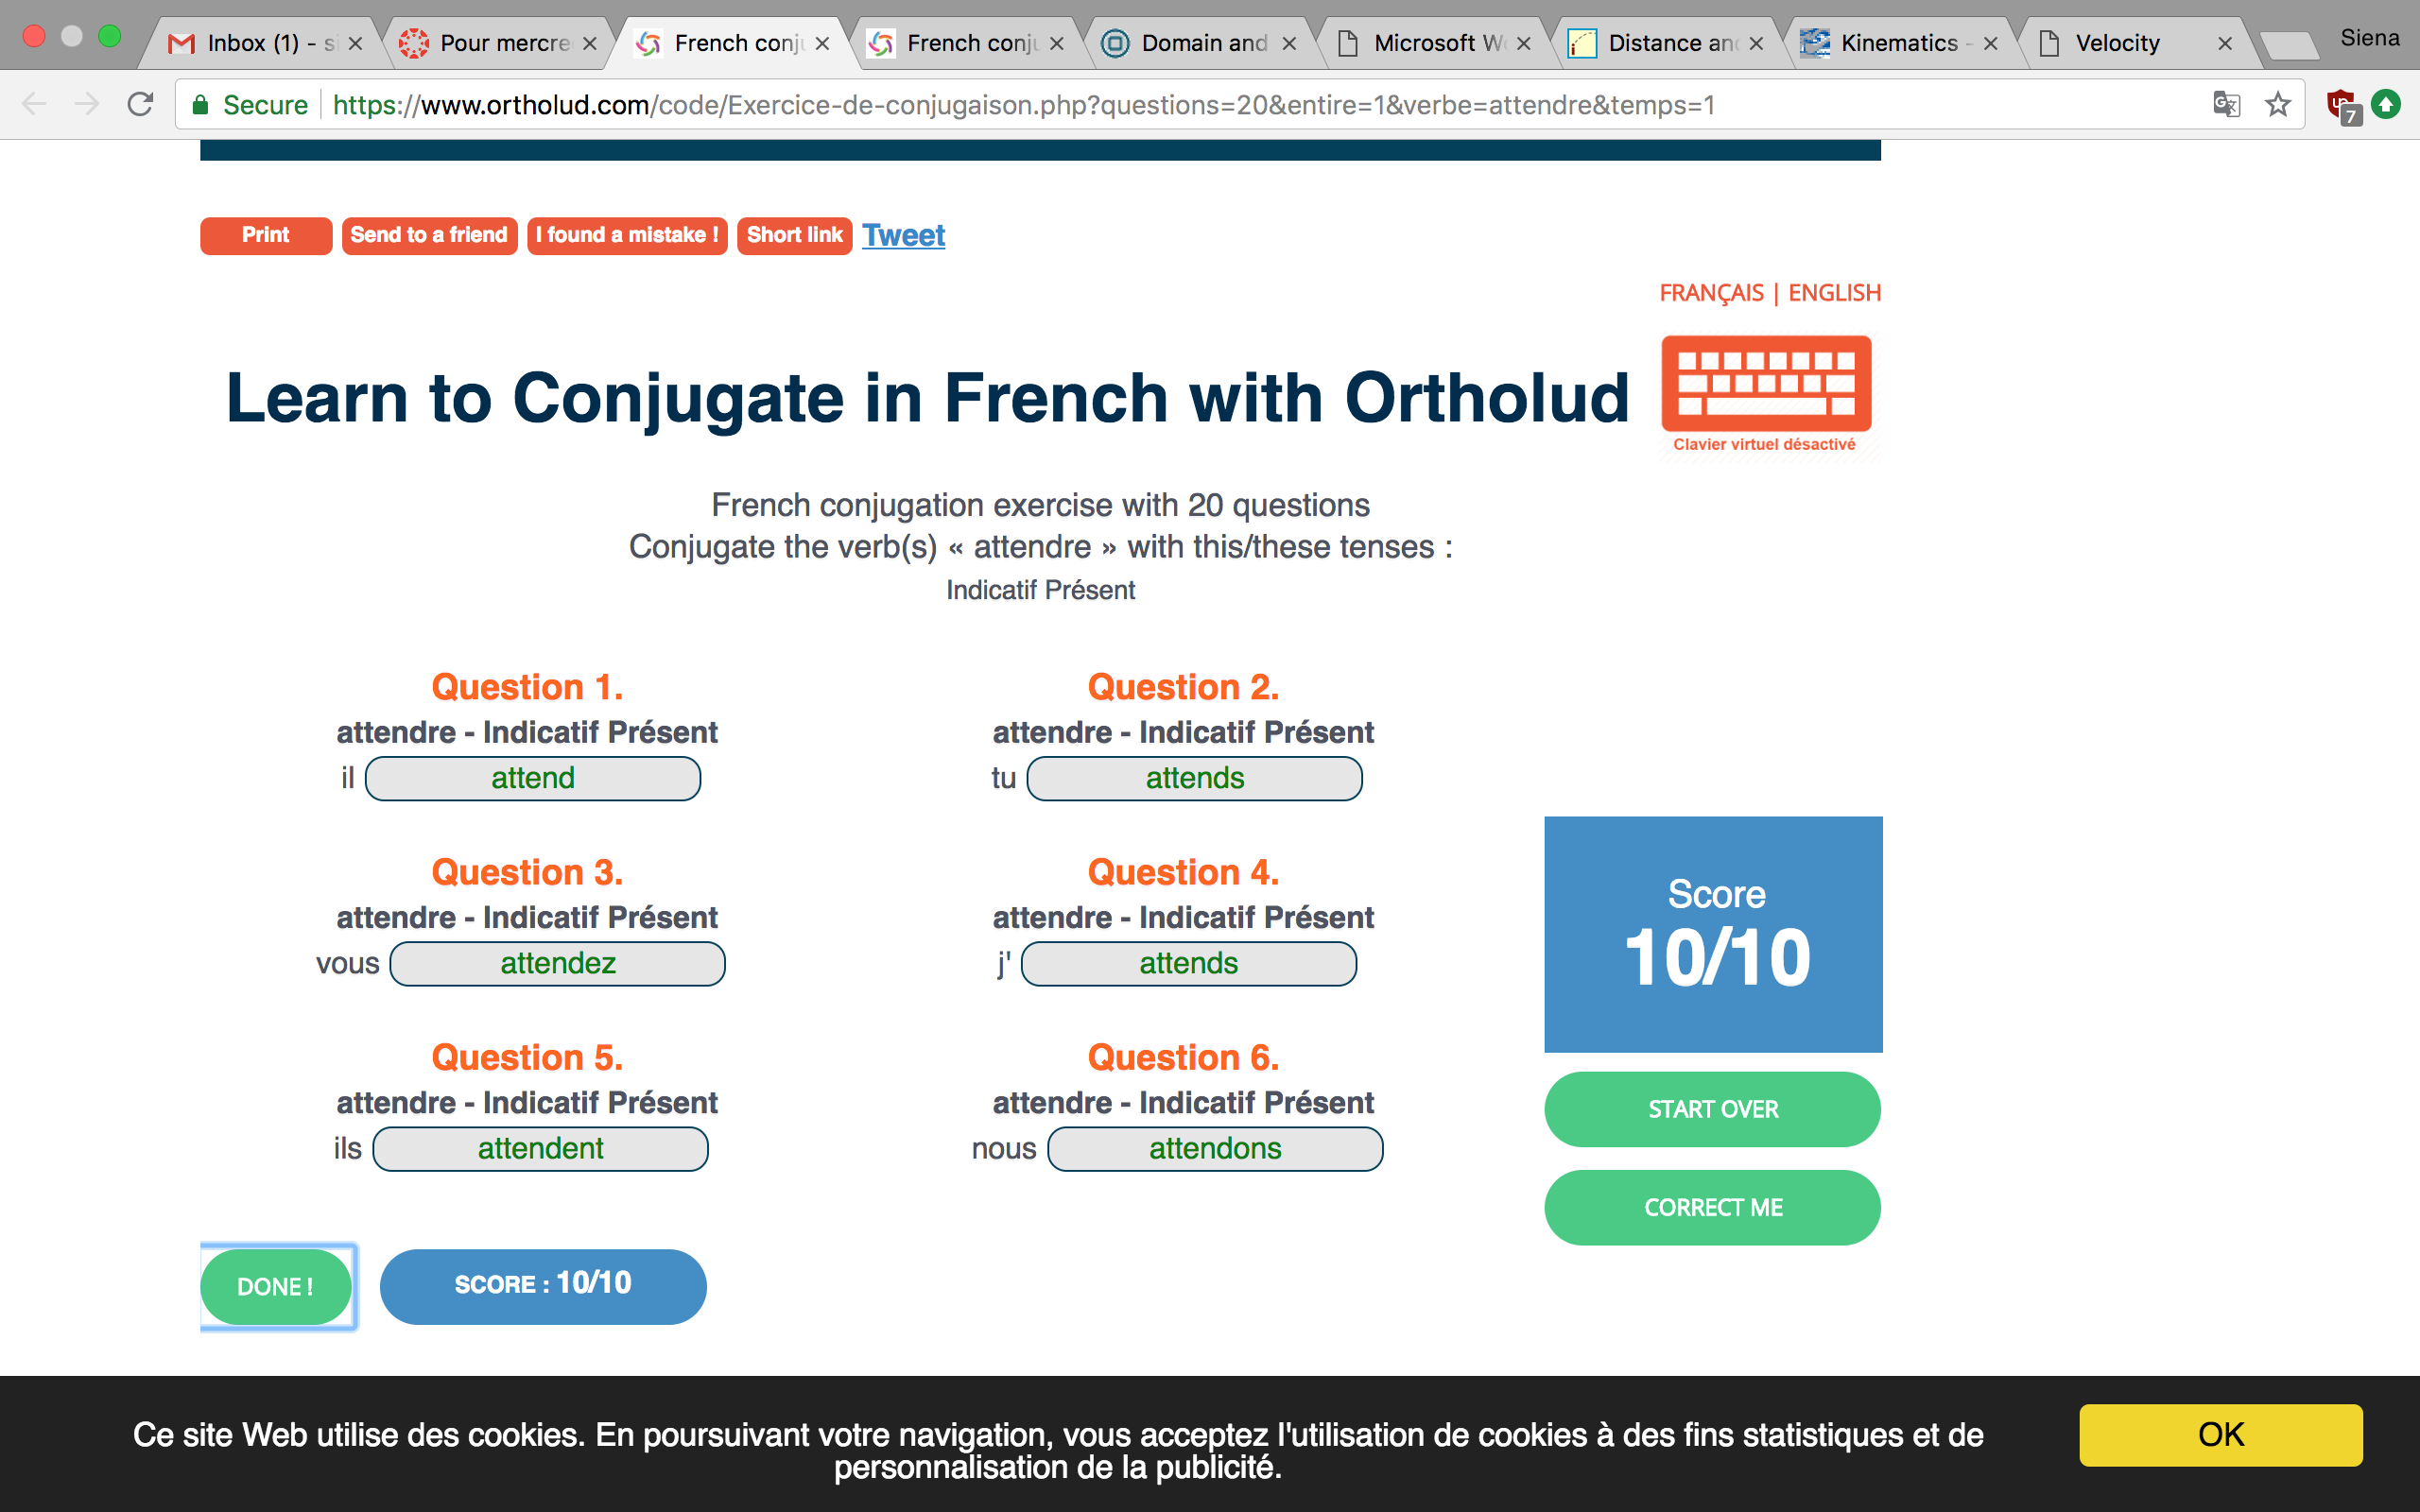 Inbox (1) - s
Pour mercre
French conju
French conju
Domain and
Microsoft W
Distance and
Kinematics -
Velocity
Siena
Secure https://www.ortholud.com/code/Exercice-de-conjugaison.php?questions=20&entire=1&verbe=attendre&temps=1
7
Print Send to a friend I found a mistake ! Short link Tweet
FRANÇAIS | ENGLISH
Learn to Conjugate in French with Ortholud
Clavier virtuel désactivé
French conjugation exercise with 20 questions
Conjugate the verb(s) « attendre » with this/these tenses :
Indicatif Présent
Question 1.
attendre - Indicatif Présent
il attend
Question 2.
attendre - Indicatif Présent
tu attends
Question 3.
attendre - Indicatif Présent
vous attendez
Question 4.
attendre - Indicatif Présent
j' attends
Question 5.
attendre - Indicatif Présent
ils attendent
Question 6.
attendre - Indicatif Présent
nous attendons
Score
10/10
START OVER
CORRECT ME
DONE !
SCORE : 10/10
Ce site Web utilise des cookies. En poursuivant votre navigation, vous acceptez l'utilisation de cookies à des fins statistiques et de
personnalisation de la publicité.
OK